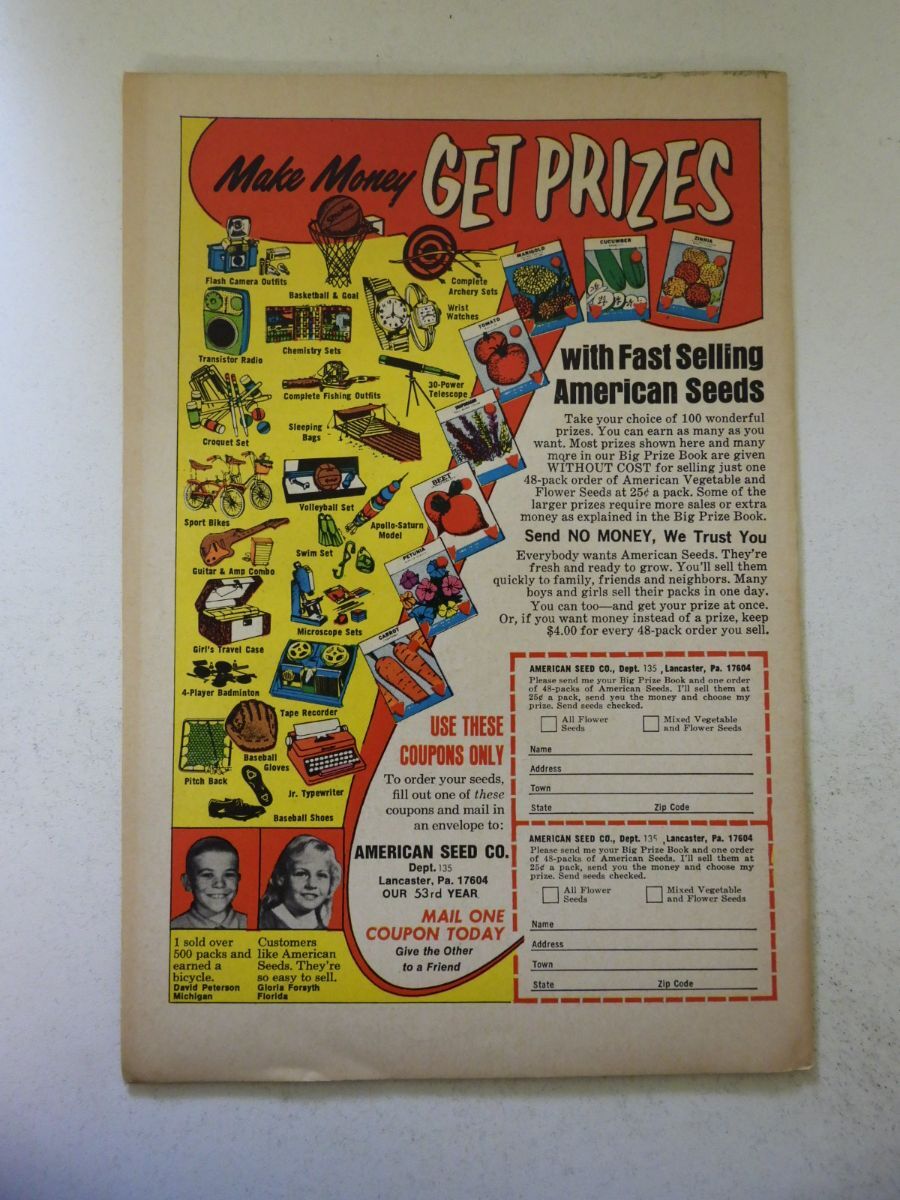 Make Money GET PRIZES
Flash Camera Outfits
Basketball & Goal
Complete
Archery Sets
Wrist
Watches
Transistor Radio
Chemistry Sets
Complete Fishing Outfits
30-Power
Telescope
Croquet Set
Sleeping
Bags
Sport Bikes
Volleyball Set
Apollo-Saturn
Model
Guitar & Amp Combo
Swim Set
Girl's Travel Case
Microscope Sets
4-Player Badminton
Tape Recorder
Pitch Back
Baseball
Gloves
Jr. Typewriter
Baseball Shoes
MARIGOLD
CUCUMBER
ZINNIA
TOMATO
BEET
PETUNIA
CARROT
with Fast Selling
American Seeds
Take your choice of 100 wonderful
prizes. You can earn as many as you
want. Most prizes shown here and many
more in our Big Prize Book are given
WITHOUT COST for selling just one
48-pack order of American Vegetable and
Flower Seeds at 25¢ a pack. Some of the
larger prizes require more sales or extra
money as explained in the Big Prize Book.
Send NO MONEY, We Trust You
Everybody wants American Seeds. They're
fresh and ready to grow. You'll sell them
quickly to family, friends and neighbors. Many
boys and girls sell their packs in one day.
You can too—and get your prize at once.
Or, if you want money instead of a prize, keep
$4.00 for every 48-pack order you sell.
USE THESE
COUPONS ONLY
To order your seeds,
fill out one of these
coupons and mail in
an envelope to:
AMERICAN SEED CO.
Dept. 135
Lancaster, Pa. 17604
OUR 53rd YEAR
MAIL ONE
COUPON TODAY
Give the Other
to a Friend
I sold over
500 packs and
earned a
bicycle.
David Peterson
Michigan
Customers
like American
Seeds. They're
so easy to sell.
Gloria Forsyth
Florida
AMERICAN SEED CO., Dept. 135 , Lancaster, Pa. 17604
Please send me your Big Prize Book and one order
of 48-packs of American Seeds. I'll sell them at
25¢ a pack, send you the money and choose my
prize. Send seeds checked.
All Flower
Seeds
Mixed Vegetable
and Flower Seeds
Name
Address
Town
State Zip Code
AMERICAN SEED CO., Dept. 135 , Lancaster, Pa. 17604
Please send me your Big Prize Book and one order
of 48-packs of American Seeds. I'll sell them at
25¢ a pack, send you the money and choose my
prize. Send seeds checked.
All Flower
Seeds
Mixed Vegetable
and Flower Seeds
Name
Address
Town
State Zip Code